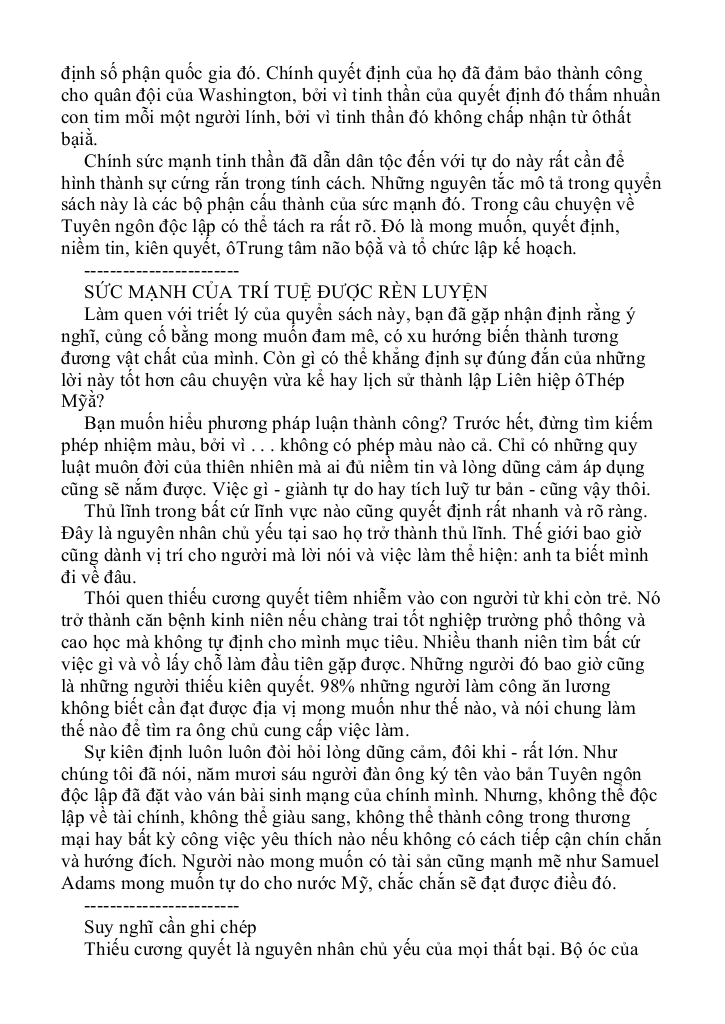 định số phận quốc gia đó. Chính quyết định của họ đã đảm bảo thành công
cho quân đội của Washington, bởi vì tinh thần của quyết định đó thấm nhuần
con tim mỗi một người lính, bởi vì tinh thần đó không chấp nhận từ ôthất
bạiằ.
Chính sức mạnh tinh thần đã dẫn dân tộc đến với tự do này rất cần để
hình thành sự cứng rắn trong tính cách. Những nguyên tắc mô tả trong quyển
sách này là các bộ phận cấu thành của sức mạnh đó. Trong câu chuyện về
Tuyên ngôn độc lập có thể tách ra rất rõ. Đó là mong muốn, quyết định,
niềm tin, kiên quyết, ôTrung tâm não bộằ và tổ chức lập kế hoạch.
------------------------
SỨC MẠNH CỦA TRÍ TUỆ ĐƯỢC RÈN LUYỆN
Làm quen với triết lý của quyển sách này, bạn đã gặp nhận định rằng ý
nghĩ, củng cố bằng mong muốn đam mê, có xu hướng biến thành tương
đương vật chất của mình. Còn gì có thể khẳng định sự đúng đắn của những
lời này tốt hơn câu chuyện vừa kể hay lịch sử thành lập Liên hiệp ôThép
Mỹằ?
Bạn muốn hiểu phương pháp luận thành công? Trước hết, đừng tìm kiếm
phép nhiệm màu, bởi vì . . . không có phép màu nào cả. Chỉ có những quy
luật muôn đời của thiên nhiên mà ai đủ niềm tin và lòng dũng cảm áp dụng
cũng sẽ nắm được. Việc gì - giành tự do hay tích luỹ tư bản - cũng vậy thôi.
Thủ lĩnh trong bất cứ lĩnh vực nào cũng quyết định rất nhanh và rõ ràng.
Đây là nguyên nhân chủ yếu tại sao họ trở thành thủ lĩnh. Thế giới bao giờ
cũng dành vị trí cho người mà lời nói và việc làm thể hiện: anh ta biết mình
đi về đâu.
Thói quen thiếu cương quyết tiêm nhiễm vào con người từ khi còn trẻ. Nó
trở thành căn bệnh kinh niên nếu chàng trai tốt nghiệp trường phổ thông và
cao học mà không tự định cho mình mục tiêu. Nhiều thanh niên tìm bất cứ
việc gì và vồ lấy chỗ làm đầu tiên gặp được. Những người đó bao giờ cũng
là những người thiếu kiên quyết. 98% những người làm công ăn lương
không biết cần đạt được địa vị mong muốn như thế nào, và nói chung làm
thế nào để tìm ra ông chủ cung cấp việc làm.
Sự kiên định luôn luôn đòi hỏi lòng dũng cảm, đôi khi - rất lớn. Như
chúng tôi đã nói, năm mươi sáu người đàn ông ký tên vào bản Tuyên ngôn
độc lập đã đặt vào văn bài sinh mạng của chính mình. Nhưng, không thể độc
lập về tài chính, không thể giàu sang, không thể thành công trong thương
mại hay bất kỳ công việc yêu thích nào nếu không có cách tiếp cận chín chắn
và hướng đích. Người nào mong muốn có tài sản cũng mạnh mẽ như Samuel
Adams mong muốn tự do cho nước Mỹ, chắc chắn sẽ đạt được điều đó.
------------------------
Suy nghĩ cần ghi chép
Thiếu cương quyết là nguyên nhân chủ yếu của mọi thất bại. Bộ óc của